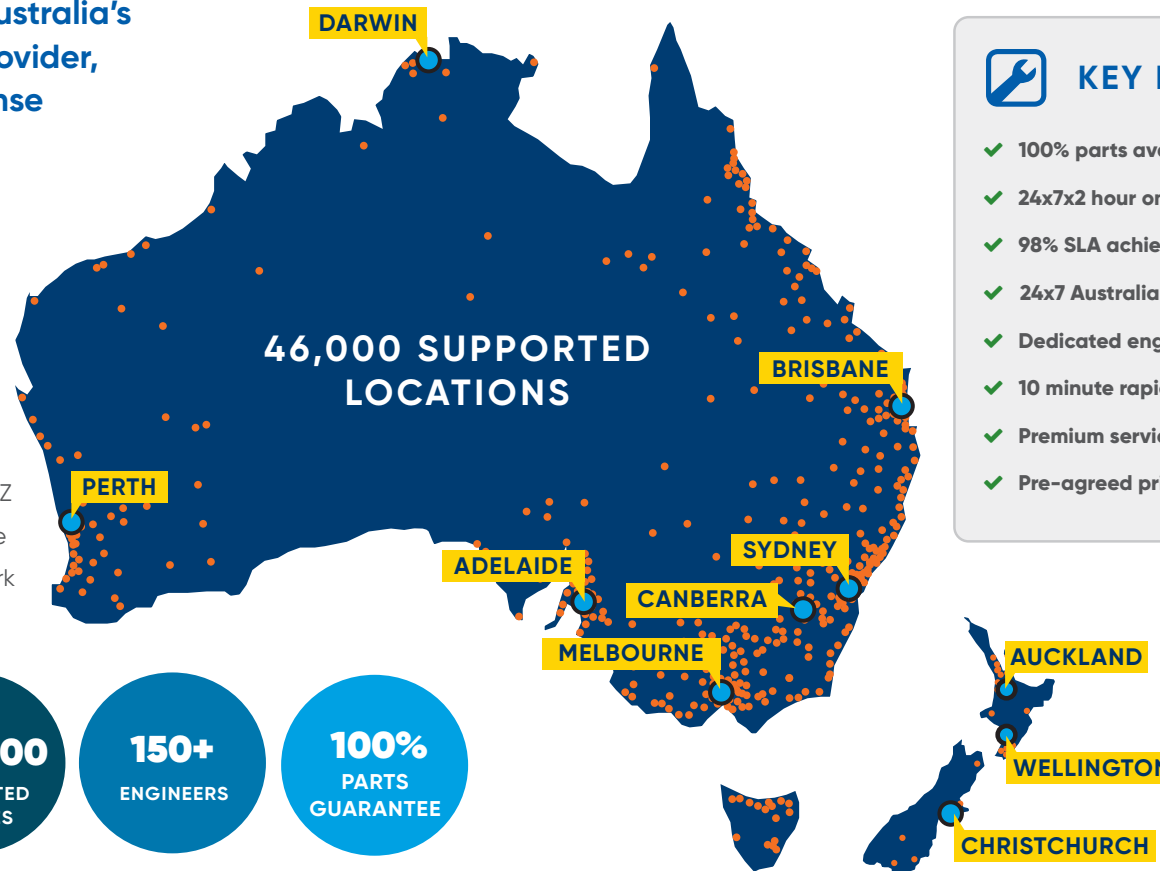 ustralia's
ovider,
nse
DARWIN
46,000 SUPPORTED
LOCATIONS
BRISBANE
PERTH
Z
e
rk
ADELAIDE
SYDNEY
CANBERRA
MELBOURNE
AUCKLAND
WELLINGTON
CHRISTCHURCH
00
TED
S
150+
ENGINEERS
100%
PARTS
GUARANTEE
KEY
100% parts ava
24x7x2 hour on
98% SLA achie
24x7 Australia
Dedicated eng
10 minute rapi
Premium servic
Pre-agreed pr